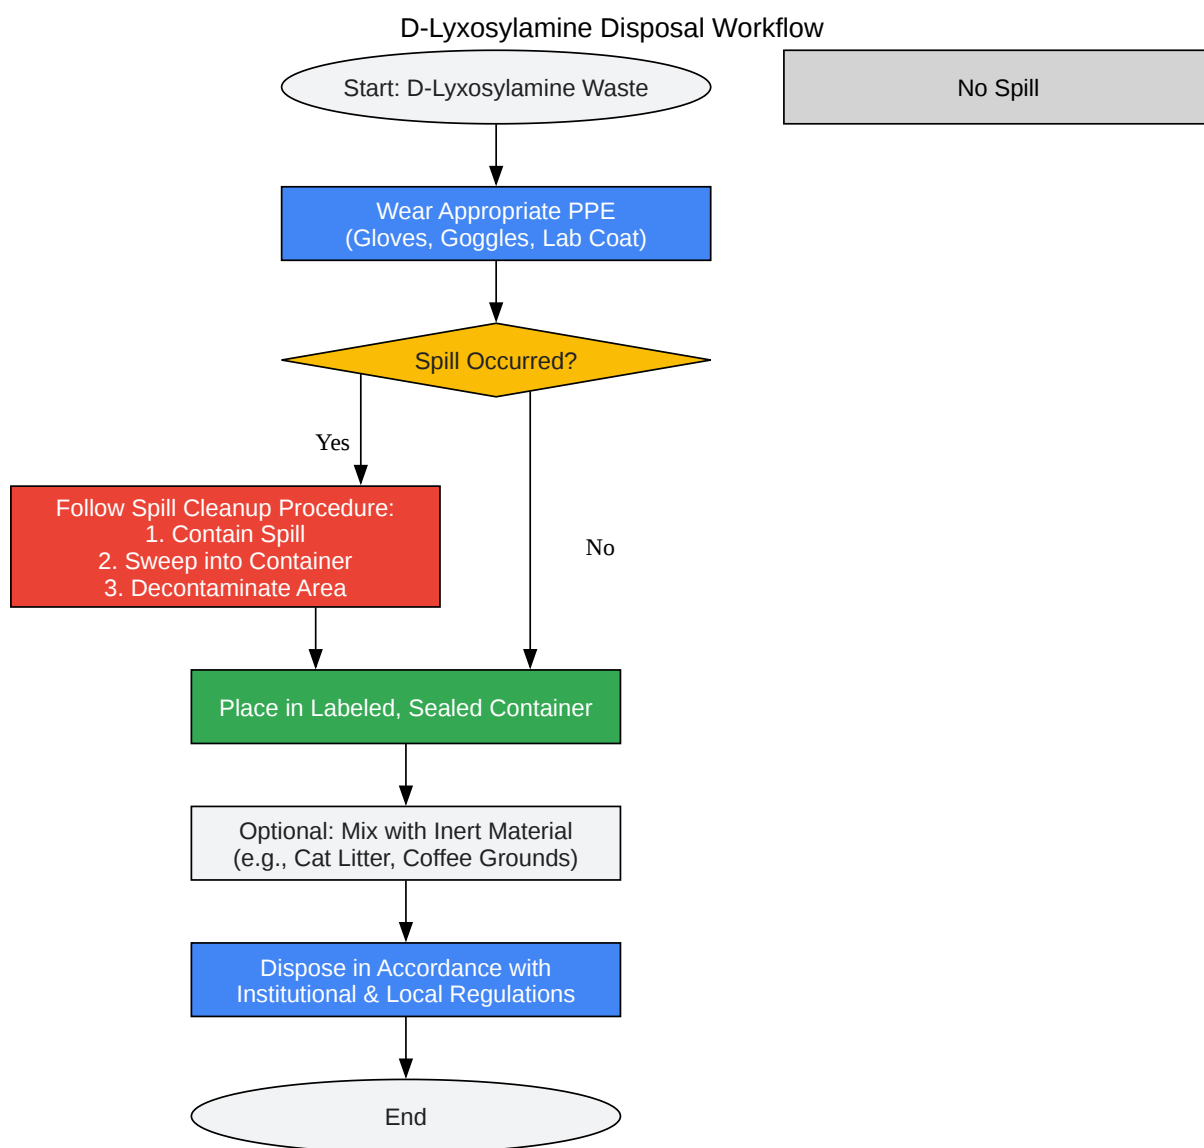 D-Lyxosylamine Disposal Workflow
Start: D-Lyxosylamine Waste
No Spill
Wear Appropriate PPE
(Gloves, Goggles, Lab Coat)
Spill Occurred?
Yes
Follow Spill Cleanup Procedure:
1. Contain Spill
2. Sweep into Container
3. Decontaminate Area
No
Place in Labeled, Sealed Container
Optional: Mix with Inert Material
(e.g., Cat Litter, Coffee Grounds)
Dispose in Accordance with
Institutional & Local Regulations
End